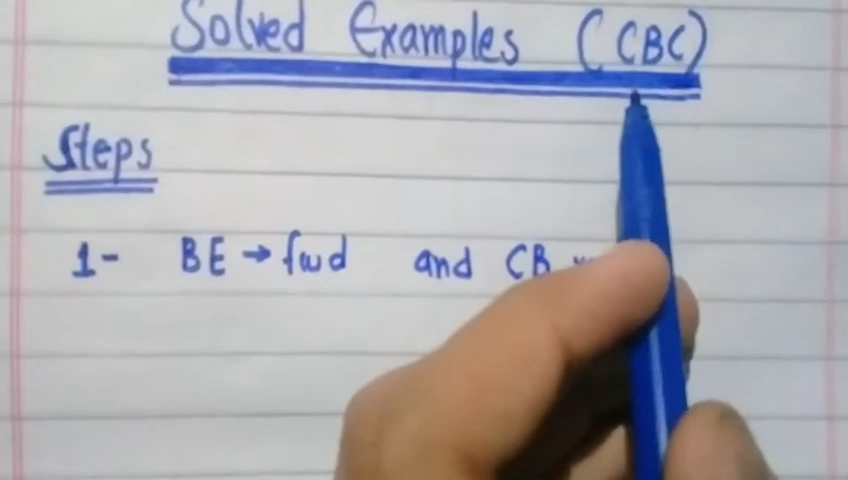 Solved Examples (CBC)
Steps
1- BE → fwd and CB